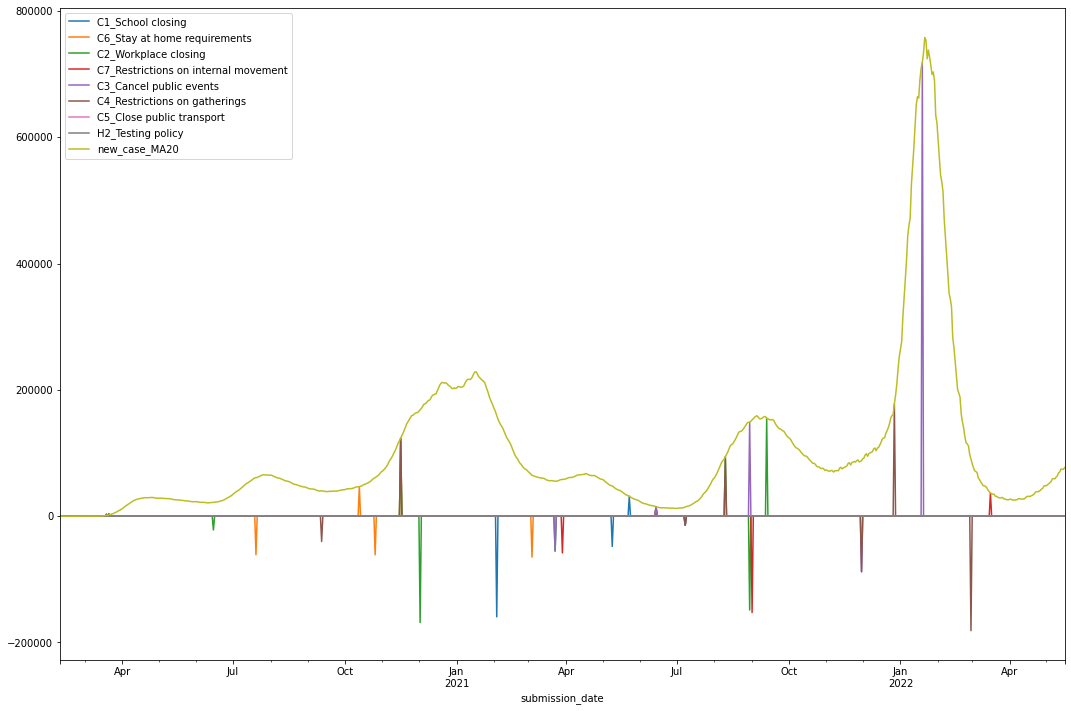 800000
600000
400000
200000
0
−200000
C1_School closing
C6_Stay at home requirements
C2_Workplace closing
C7_Restrictions on internal movement
C3_Cancel public events
C4_Restrictions on gatherings
C5_Close public transport
H2_Testing policy
new_case_MA20
Apr Jul Oct Jan Apr Jul Oct Jan Apr
2021 2022
submission_date